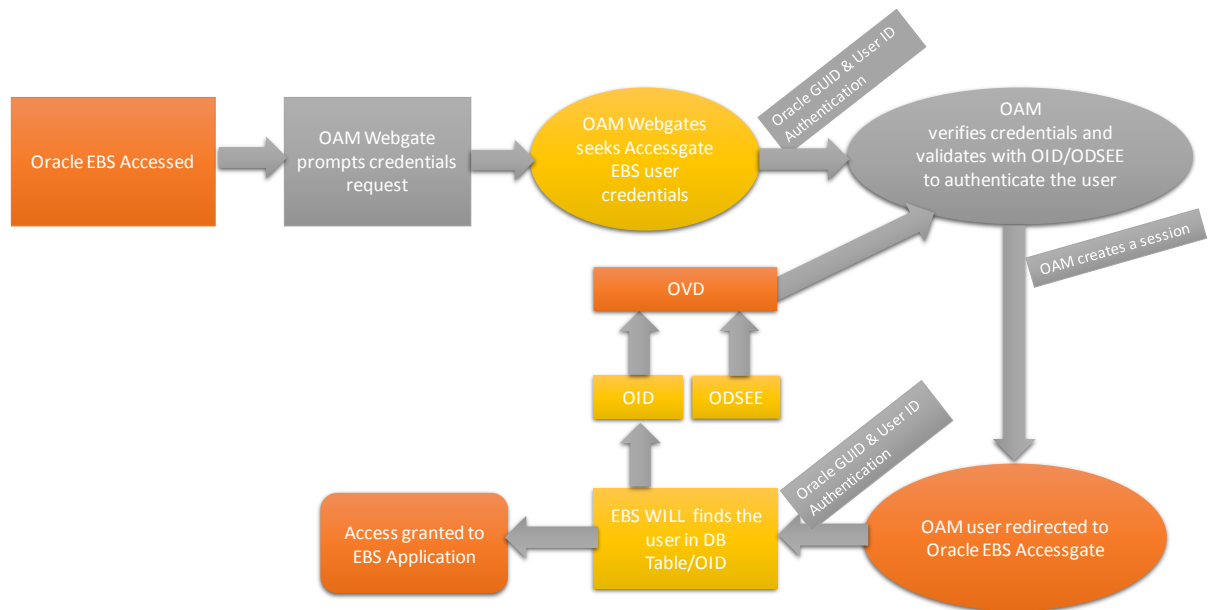 Oracle EBS Accessed
OAM Webgate
prompts credentials
request
OAM Webgates
seeks Accessgate
EBS user
credentials
Oracle GUID & User ID
Authentication
OAM
verifies credentials and
validates with OID/ODSEE
to authenticate the user
OAM creates a session
OVD
OID
ODSEE
Oracle GUID & User ID
Authentication
Access granted to
EBS Application
EBS WILL finds the
user in DB
Table/OID
OAM user redirected to
Oracle EBS Accessgate